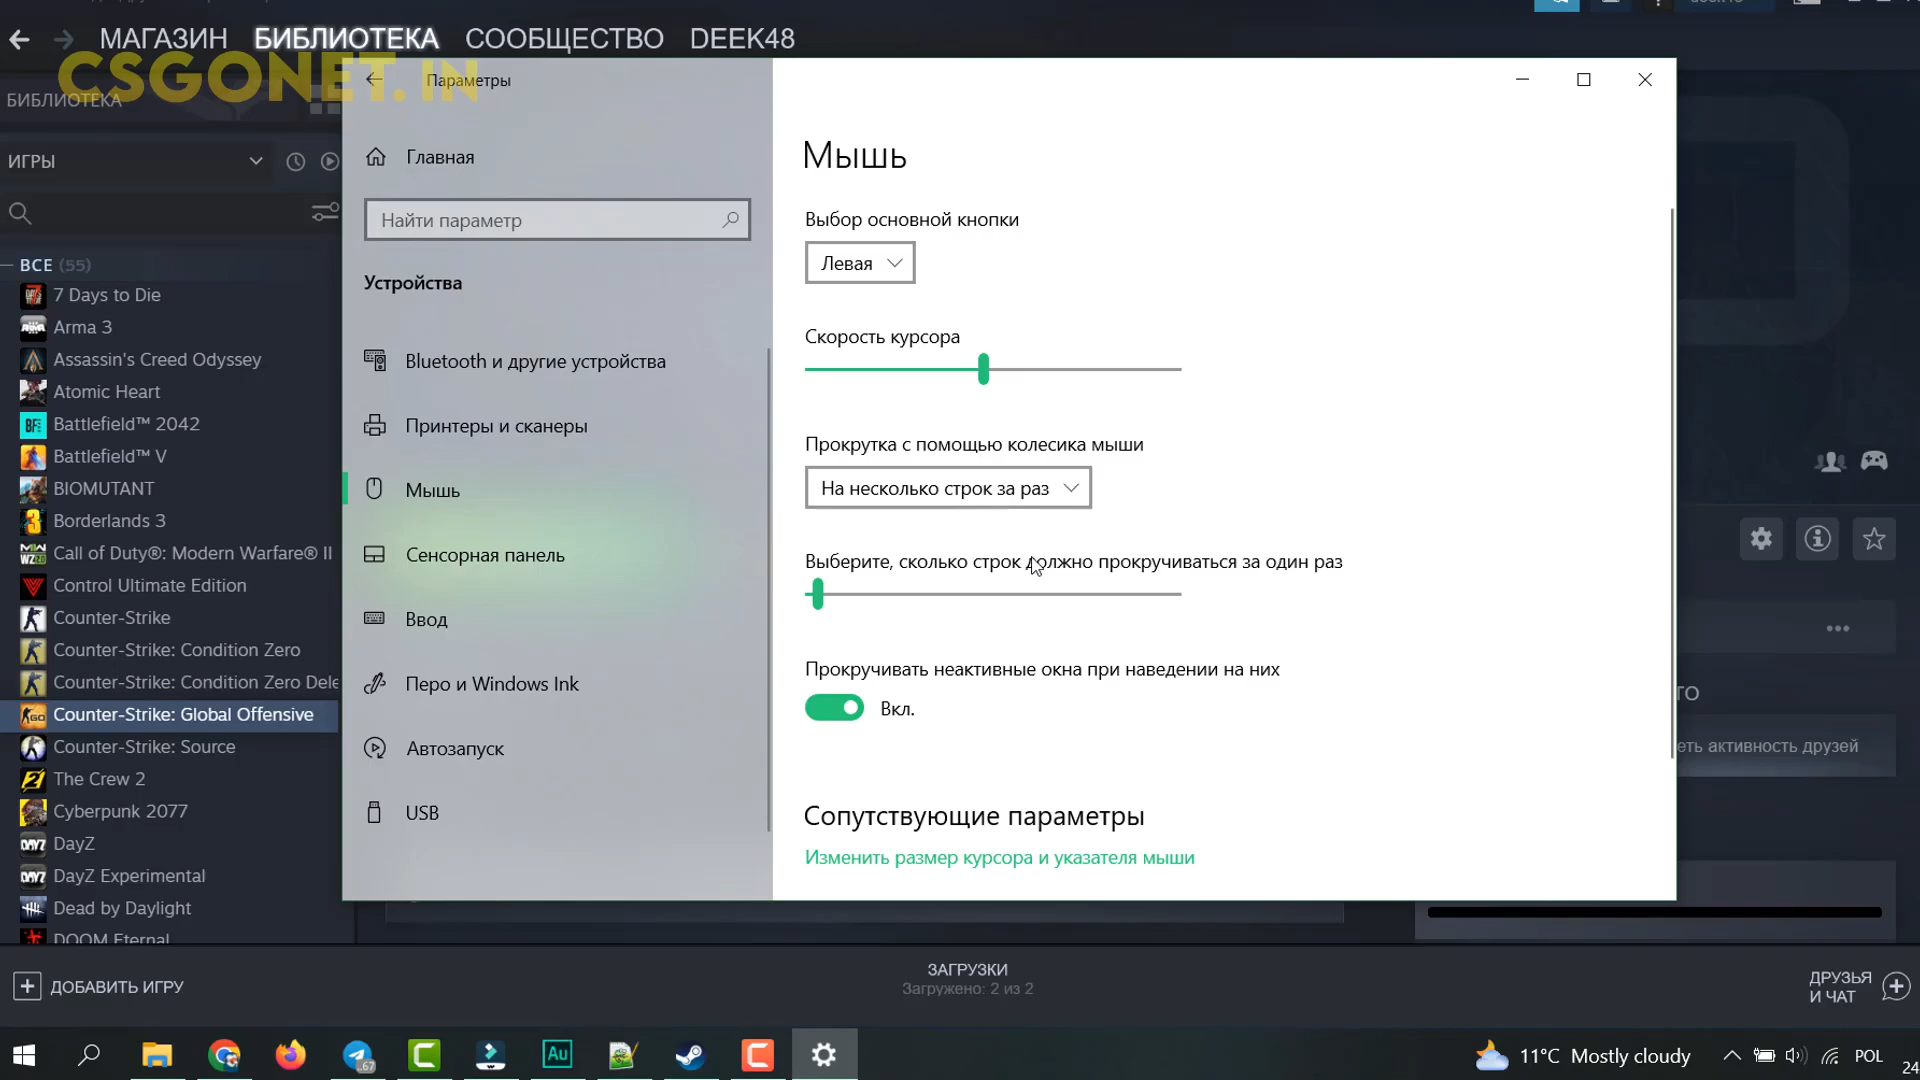 МАГАЗИН БИБЛИОТЕКА СООБЩЕСТВО DEEK48
CSGONET.IN
БИБЛИОТЕКА
ИГРЫ
ВСЕ (55)
7 Days to Die
Arma 3
Assassin's Creed Odyssey
Atomic Heart
Battlefield™ 2042
Battlefield™ V
BIOMUTANT
Borderlands 3
Call of Duty®: Modern Warfare® II
Control Ultimate Edition
Counter-Strike
Counter-Strike: Condition Zero
Counter-Strike: Condition Zero Dele
Counter-Strike: Global Offensive
Counter-Strike: Source
The Crew 2
Cyberpunk 2077
DayZ
DayZ Experimental
Dead by Daylight
DOOM Eternal
Параметры
Главная
Найти параметр
Устройства
Bluetooth и другие устройства
Принтеры и сканеры
Мышь
Сенсорная панель
Ввод
Перо и Windows Ink
Автозапуск
USB
Мышь
Выбор основной кнопки
Левая
Скорость курсора
Прокрутка с помощью колесика мыши
На несколько строк за раз
Выберите, сколько строк должно прокручиваться за один раз
Прокручивать неактивные окна при наведении на них
Вкл.
Сопутствующие параметры
Изменить размер курсора и указателя мыши
активность друзей
ДОБАВИТЬ ИГРУ
ЗАГРУЗКИ
Загружено: 2 из 2
ДРУЗЬЯ
И ЧАТ
Au
11°C Mostly cloudy
POL
24